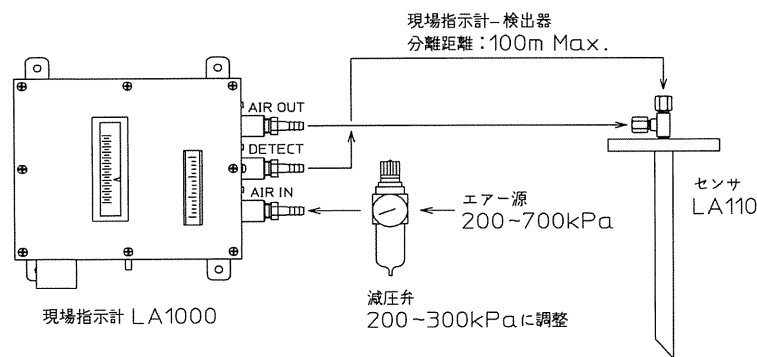 現場指示計−検出器
分離距離：100m Max.
AIR OUT
DETECT
AIR IN
エアー源
200~700kPa
センサ
LA110
減圧弁
200~300kPaに調整
現場指示計 LA1000